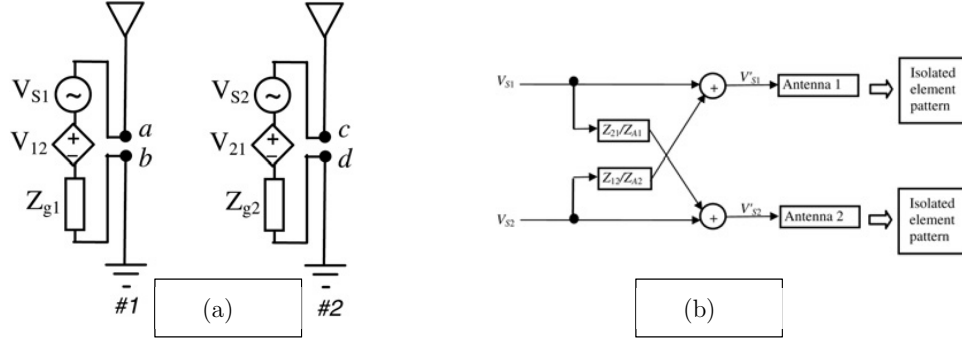 V_S1
V_12
Z_g1
a
b
#1
V_S2
V_21
Z_g2
c
d
#2
(a)
V_S1
Z_21/Z_A1
Z_12/Z_A2
V_S2
V'_S1
Antenna 1
Isolated
element
pattern
V'_S2
Antenna 2
Isolated
element
pattern
(b)